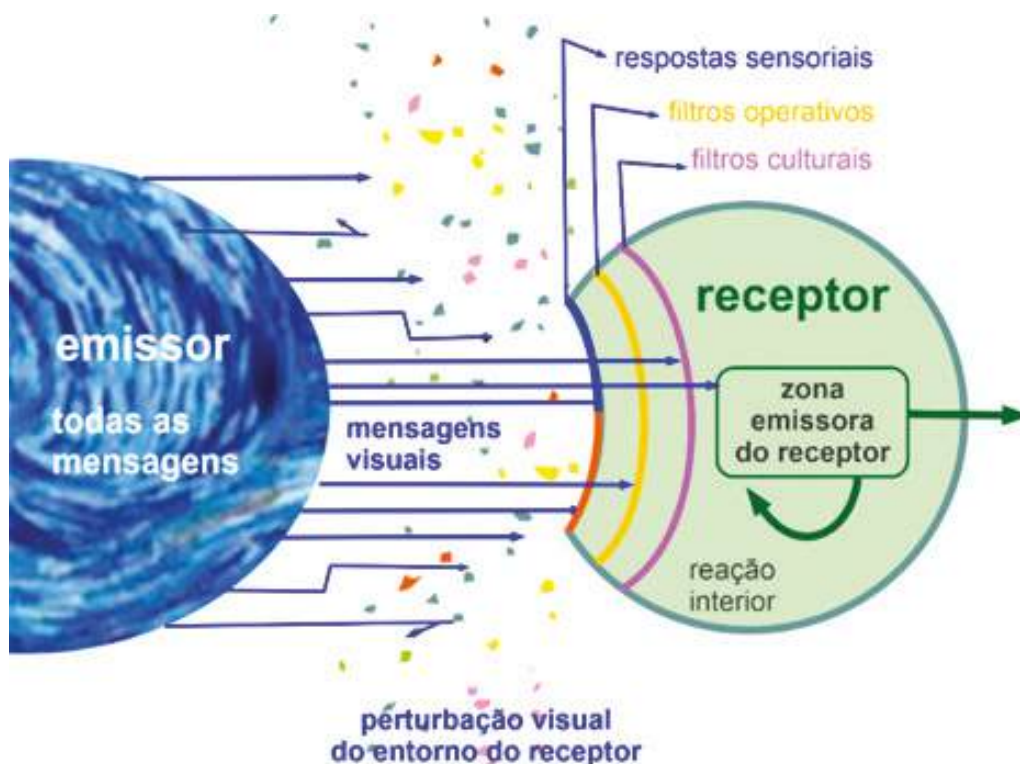 respostas sensoriais
filtros operativos
filtros culturais
emissor
todas as
mensagens
mensagens
visuais
receptor
zona
emissora
do receptor
reação
interior
perturbação visual
do entorno do receptor